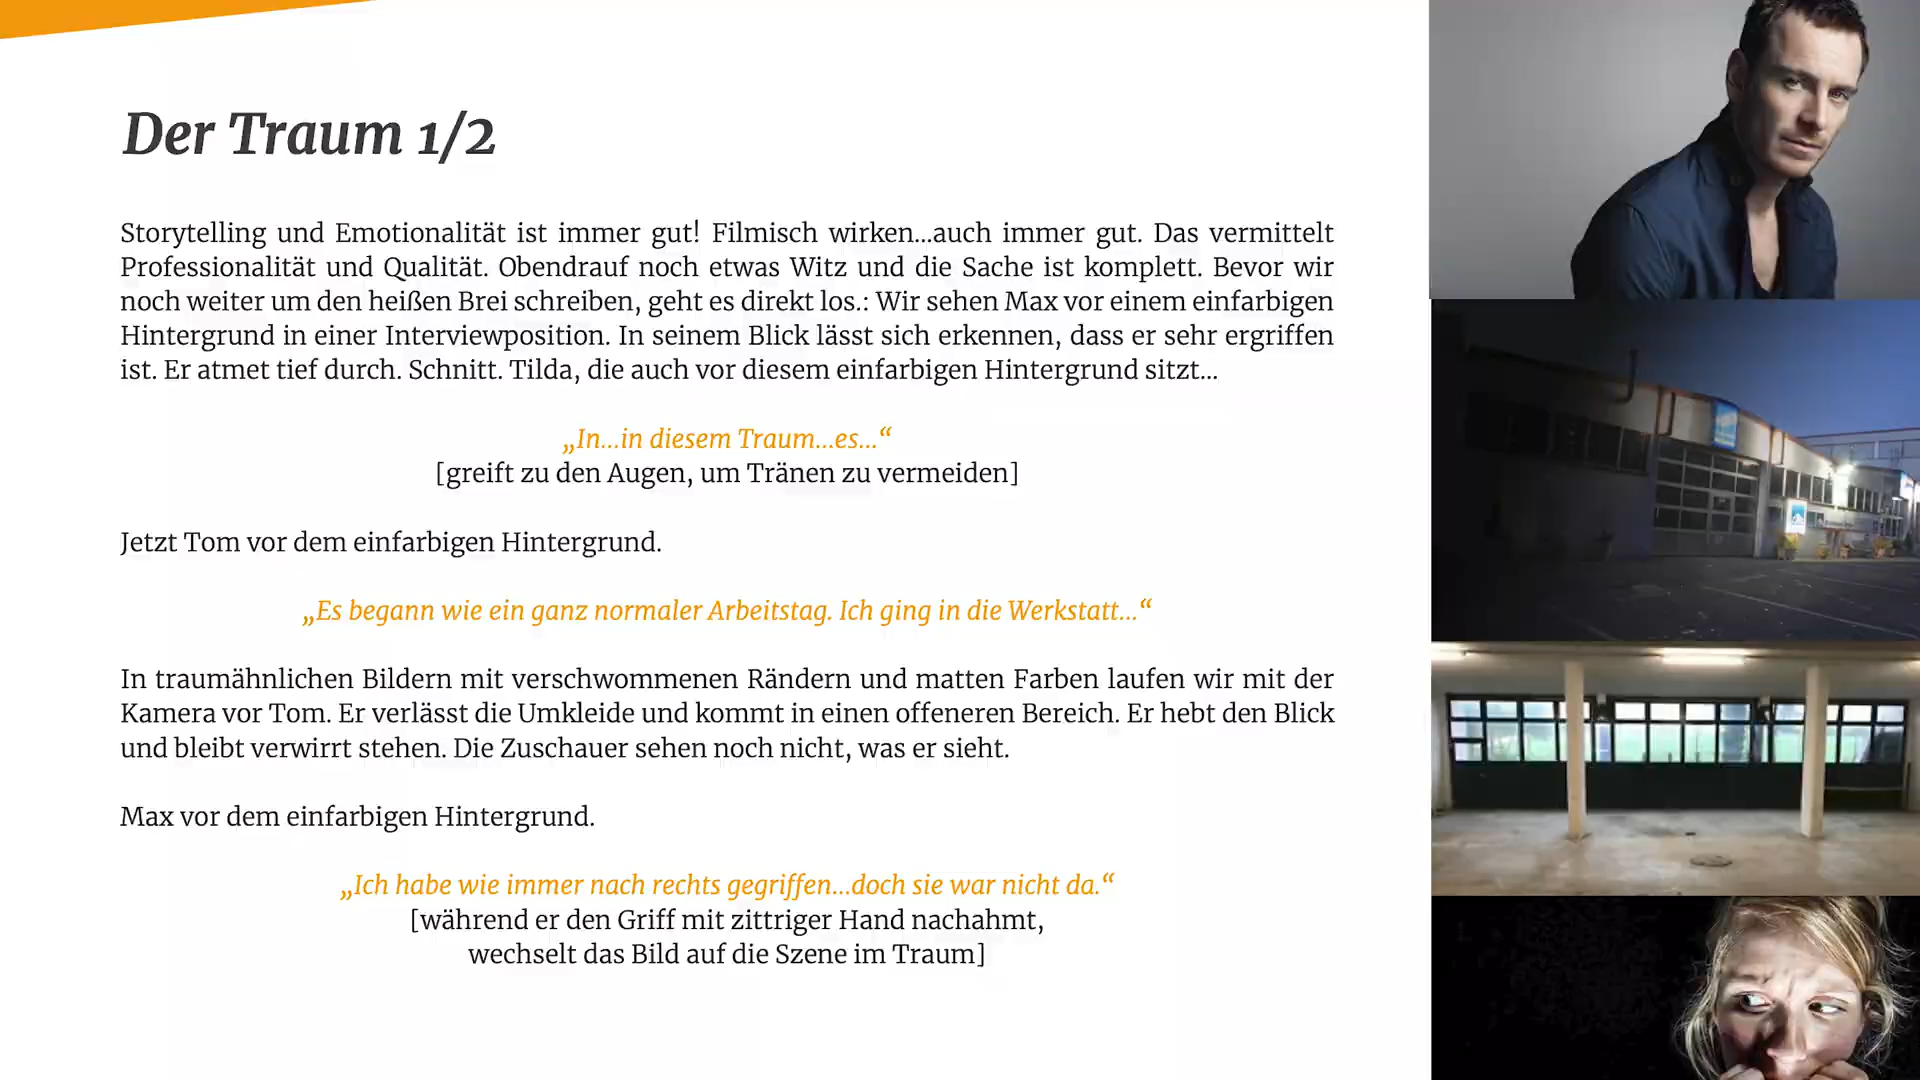 Der Traum 1/2
Storytelling und Emotionalität ist immer gut! Filmisch wirken...auch immer gut. Das vermittelt
Professionalität und Qualität. Obendrauf noch etwas Witz und die Sache ist komplett. Bevor wir
noch weiter um den heißen Brei schreiben, geht es direkt los.: Wir sehen Max vor einem einfarbigen
Hintergrund in einer Interviewposition. In seinem Blick lässt sich erkennen, dass er sehr ergriffen
ist. Er atmet tief durch. Schnitt. Tilda, die auch vor diesem einfarbigen Hintergrund sitzt...
„In...in diesem Traum...es...“
[greift zu den Augen, um Tränen zu vermeiden]
Jetzt Tom vor dem einfarbigen Hintergrund.
„Es begann wie ein ganz normaler Arbeitstag. Ich ging in die Werkstatt...“
In traumähnlichen Bildern mit verschwommenen Rändern und matten Farben laufen wir mit der
Kamera vor Tom. Er verlässt die Umkleide und kommt in einen offeneren Bereich. Er hebt den Blick
und bleibt verwirrt stehen. Die Zuschauer sehen noch nicht, was er sieht.
Max vor dem einfarbigen Hintergrund.
„Ich habe wie immer nach rechts gegriffen...doch sie war nicht da.“
[während er den Griff mit zittriger Hand nachahmt,
wechselt das Bild auf die Szene im Traum]